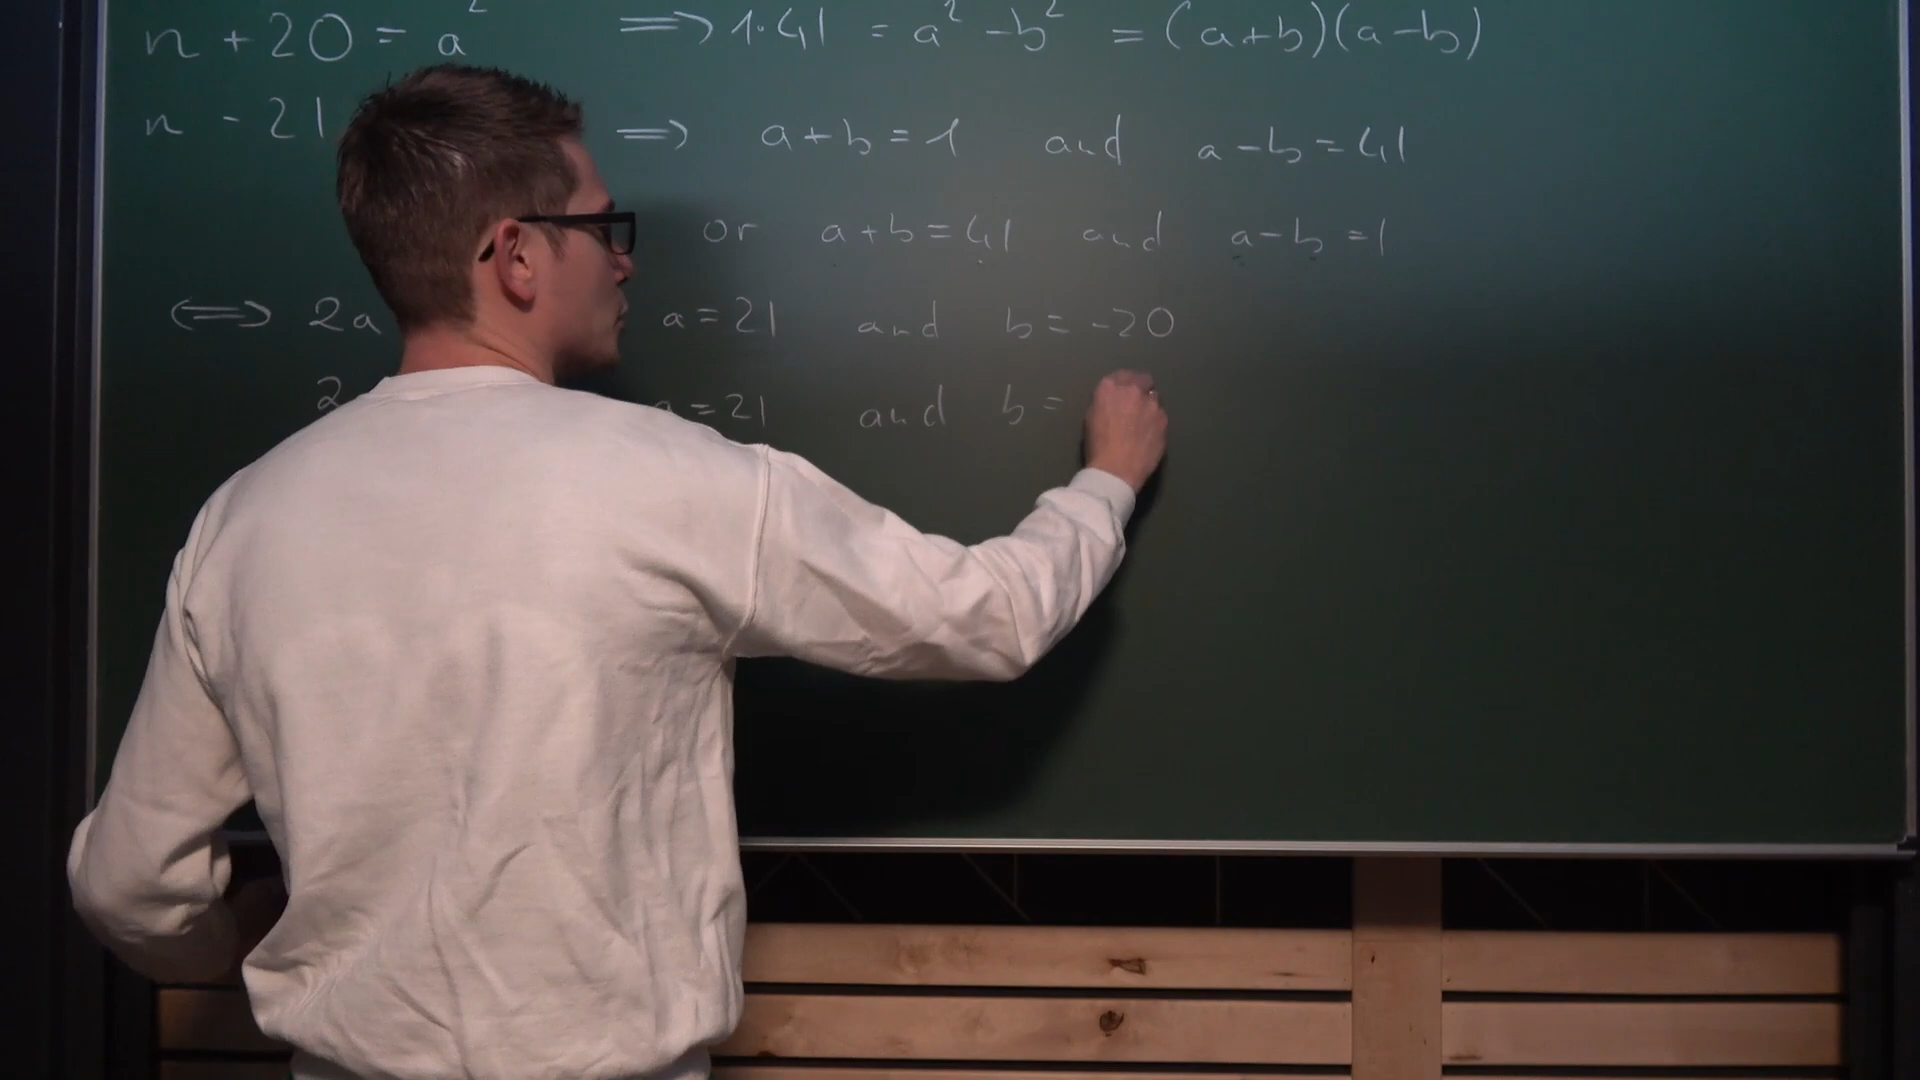 n + 20 = a² ⟹ 1·41 = a² - b² = (a+b)(a-b)
n - 21 ⟹ a + b = 1 and a - b = 41
or a + b = 41 and a - b = 1
⟺ 2a a = 21 and b = -20
2 a = 21 and b =